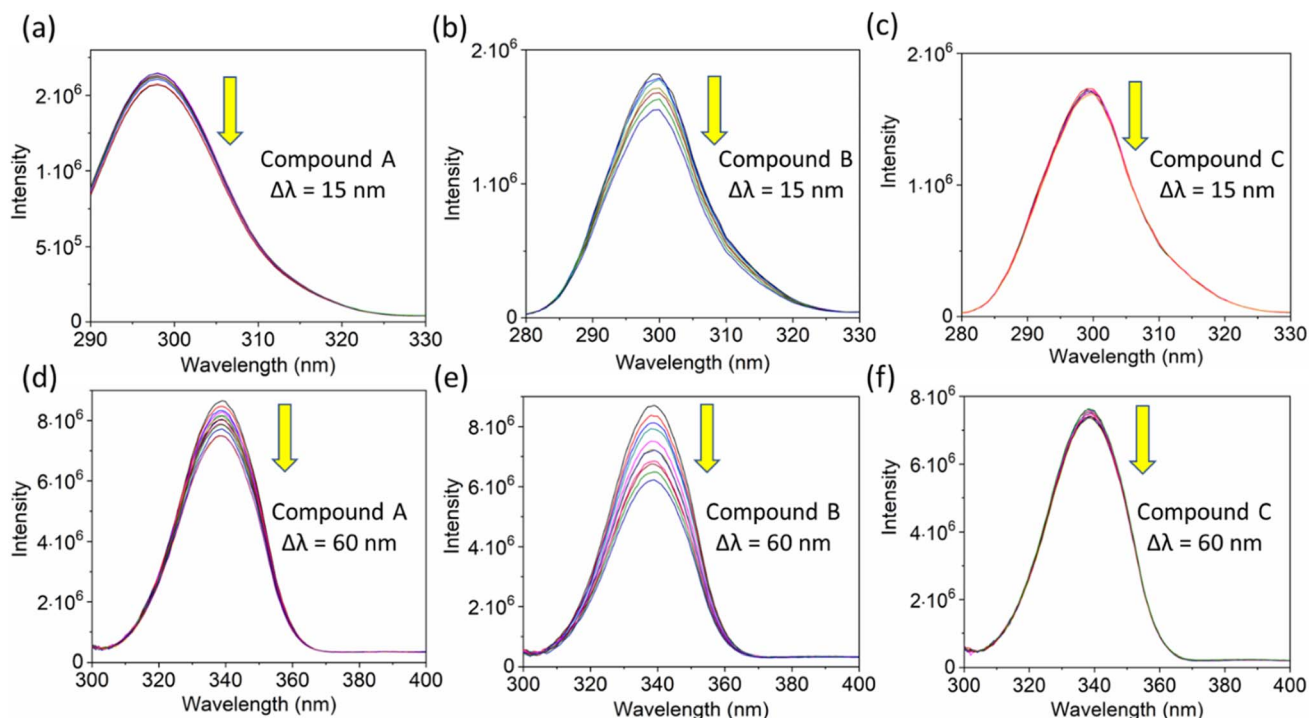 (a)
2·10⁶
1·10⁶
5·10⁵
0
Intensity
Compound A
Δλ = 15 nm
290 300 310 320 330
Wavelength (nm)
(b)
2·10⁶
1·10⁶
0
Intensity
Compound B
Δλ = 15 nm
280 290 300 310 320 330
Wavelength (nm)
(c)
2·10⁶
1·10⁶
0
Intensity
Compound C
Δλ = 15 nm
280 290 300 310 320 330
Wavelength (nm)
(d)
8·10⁶
6·10⁶
4·10⁶
2·10⁶
0
Intensity
Compound A
Δλ = 60 nm
300 320 340 360 380 400
Wavelength (nm)
(e)
8·10⁶
6·10⁶
4·10⁶
2·10⁶
0
Intensity
Compound B
Δλ = 60 nm
300 320 340 360 380 400
Wavelength (nm)
(f)
8·10⁶
6·10⁶
4·10⁶
2·10⁶
0
Intensity
Compound C
Δλ = 60 nm
300 320 340 360 380 400
Wavelength (nm)